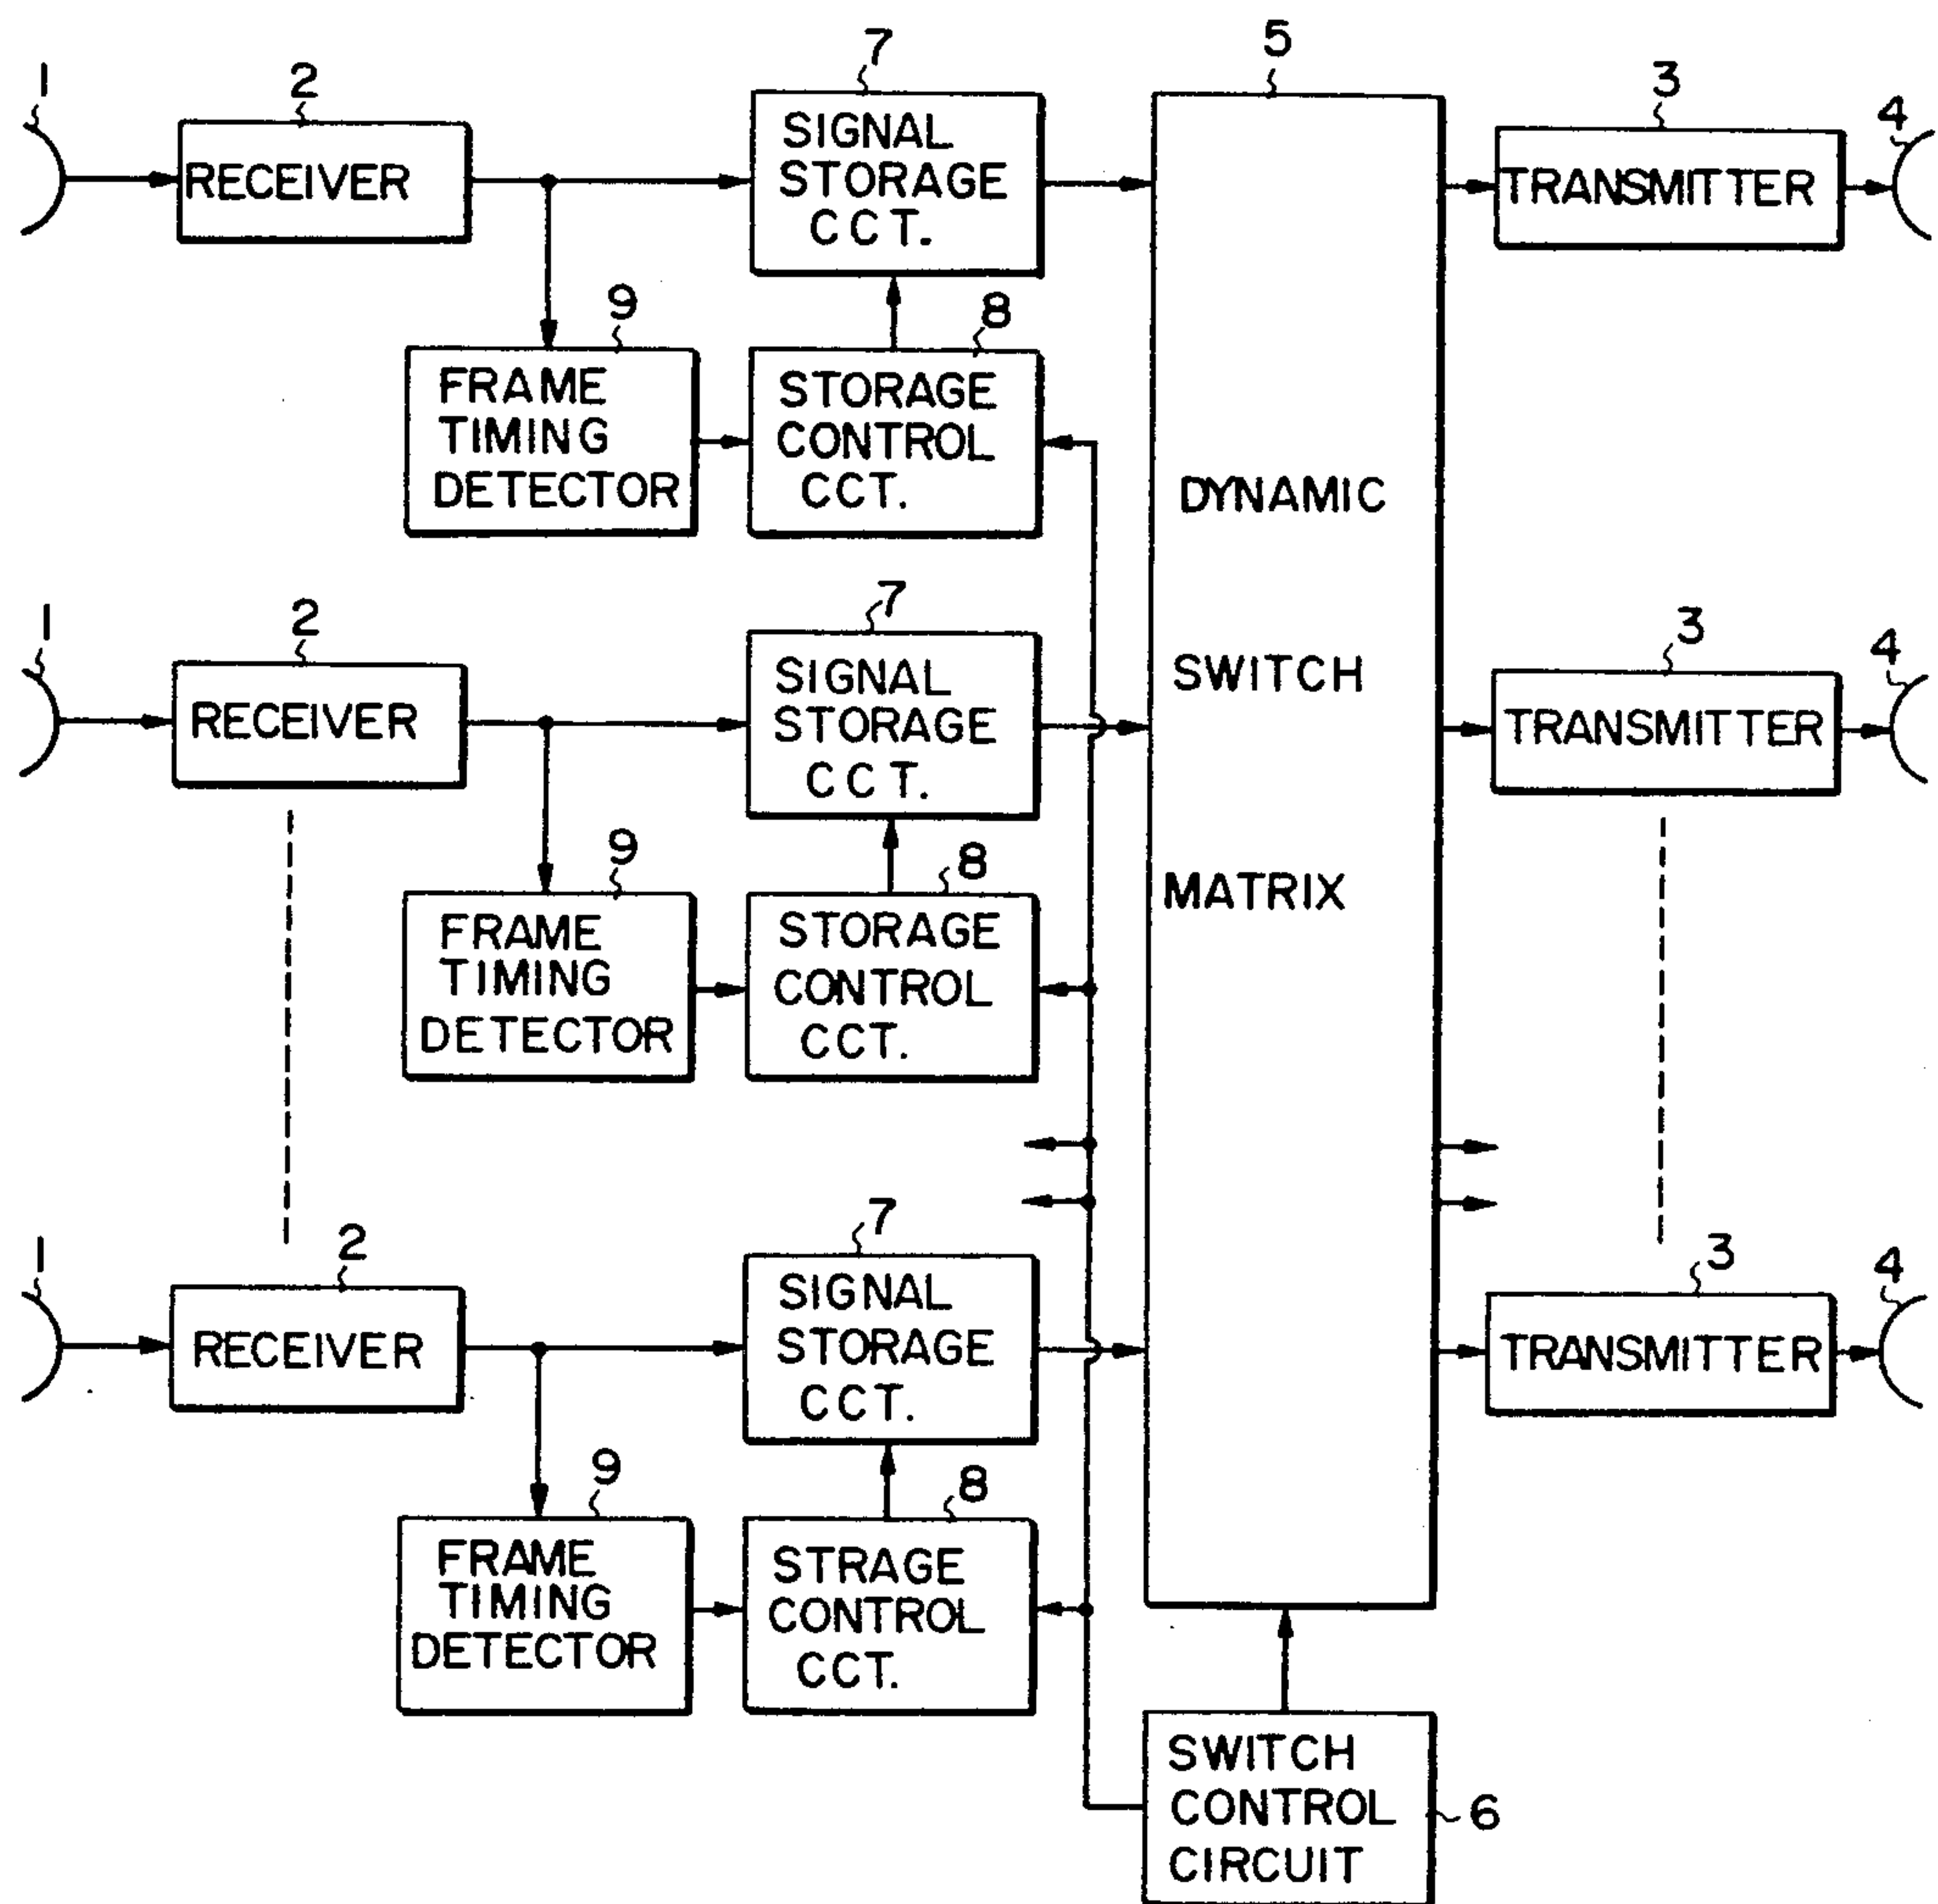 5
7
1
2
3
4
RECEIVER
SIGNAL
STORAGE
CCT.
TRANSMITTER
9
8
FRAME
TIMING
DETECTOR
STORAGE
CONTROL
CCT.
DYNAMIC
SWITCH
MATRIX
7
1
2
3
4
RECEIVER
SIGNAL
STORAGE
CCT.
TRANSMITTER
9
8
FRAME
TIMING
DETECTOR
STORAGE
CONTROL
CCT.
7
1
2
3
4
RECEIVER
SIGNAL
STORAGE
CCT.
TRANSMITTER
9
8
FRAME
TIMING
DETECTOR
STRAGE
CONTROL
CCT.
SWITCH
CONTROL
CIRCUIT
6